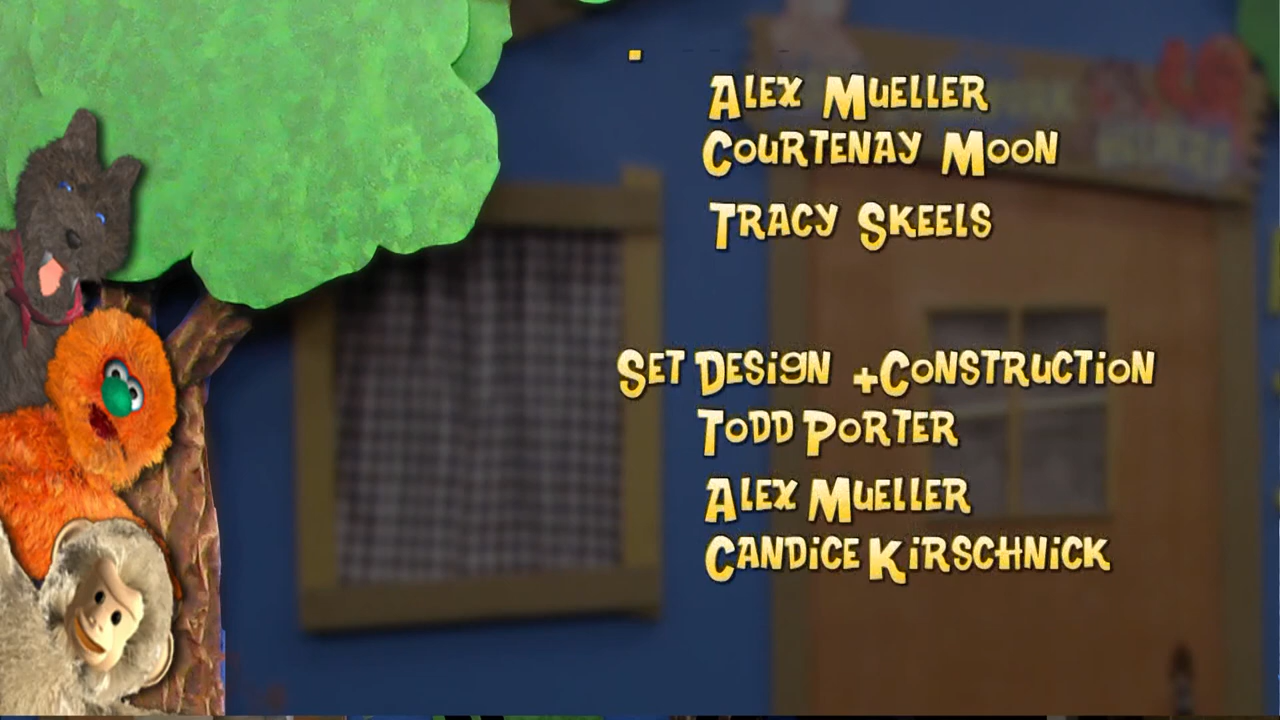 Alex Mueller
Courtenay Moon
Tracy Skeels
Set Design +Construction
Todd Porter
Alex Mueller
Candice Kirschnick